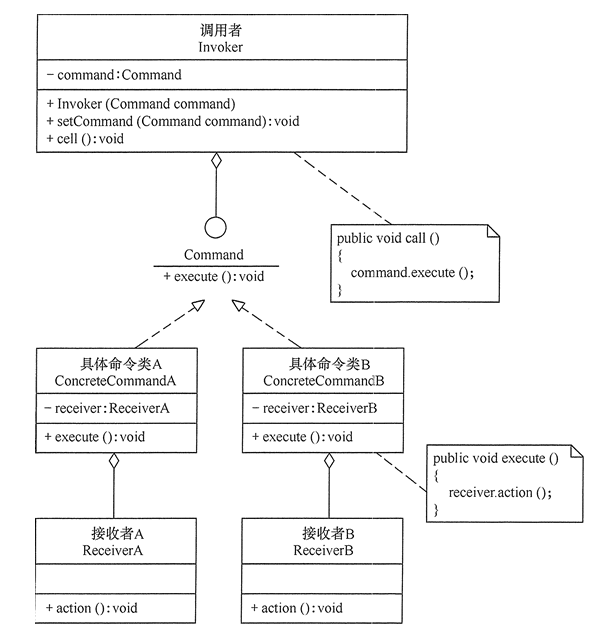 调用者
Invoker
- command:Command
+ Invoker (Command command)
+ setCommand (Command command):void
+ cell ():void
public void call ()
{
command.execute ();
}
Command
+ execute ():void
具体命令类A
ConcreteCommandA
- receiver:ReceiverA
+ execute ():void
具体命令类B
ConcreteCommandB
- receiver:ReceiverB
+ execute ():void
public void execute ()
{
receiver.action ();
}
接收者A
ReceiverA
+ action ():void
接收者B
ReceiverB
+ action ():void